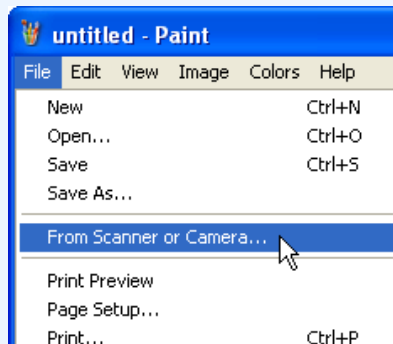 untitled - Paint
File Edit View Image Colors Help
New Ctrl+N
Open... Ctrl+O
Save Ctrl+S
Save As...
From Scanner or Camera...
Print Preview
Page Setup...
Print... Ctrl+P